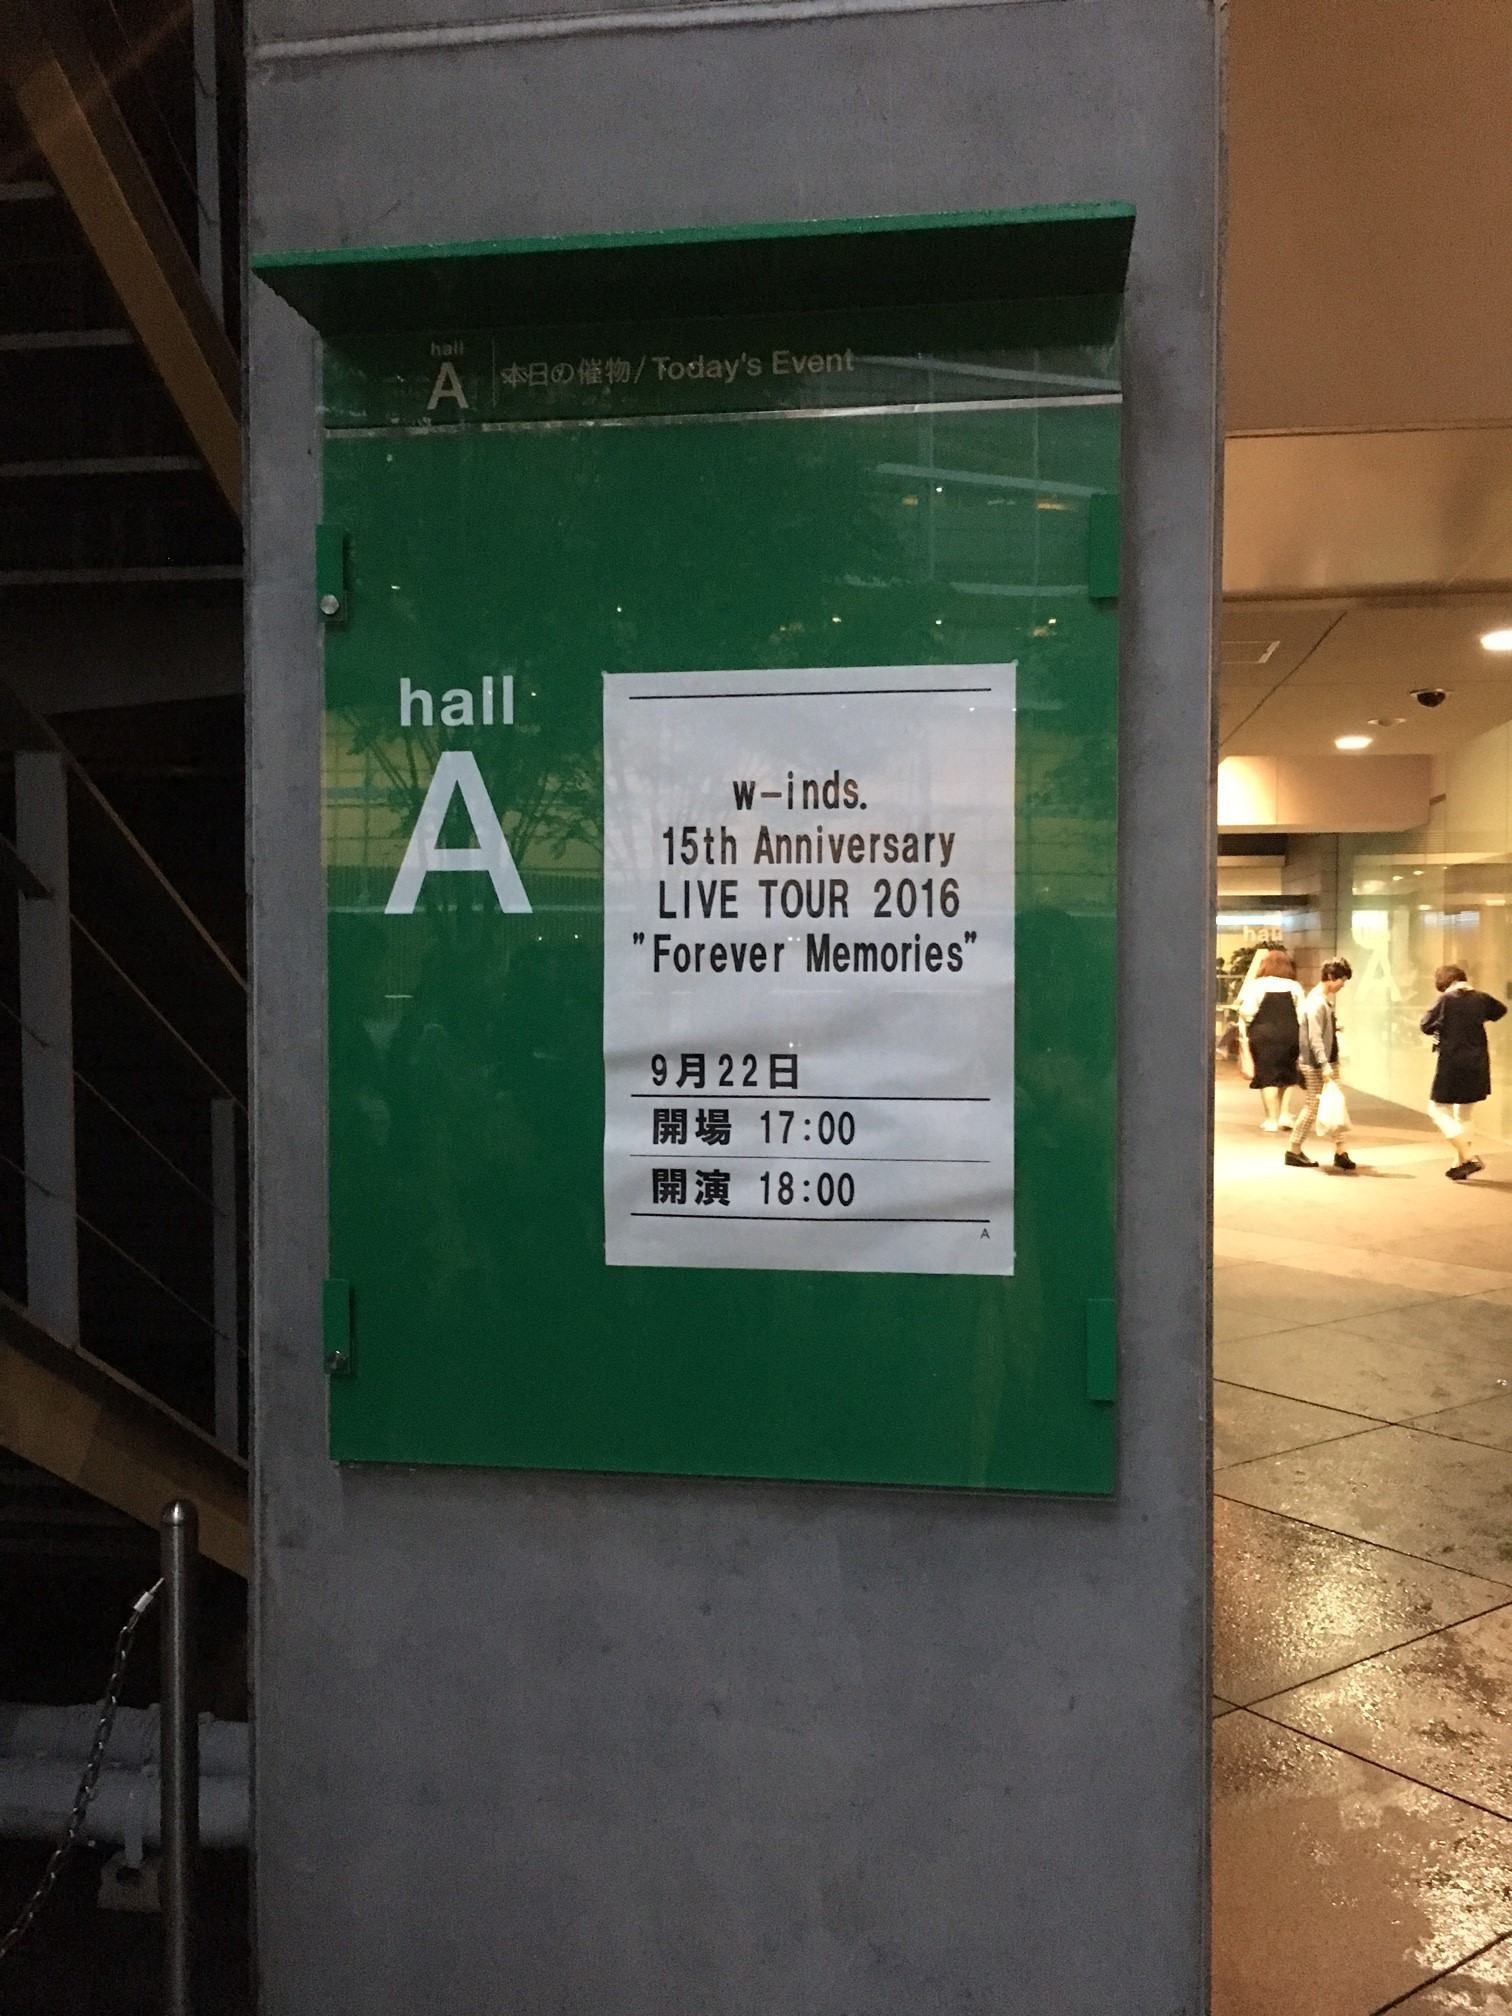 hall
A
本日の催物/Today's Event
hall
A
w-inds.
15th Anniversary
LIVE TOUR 2016
"Forever Memories"
9月22日
開場 17:00
開演 18:00
A
hall
A
A